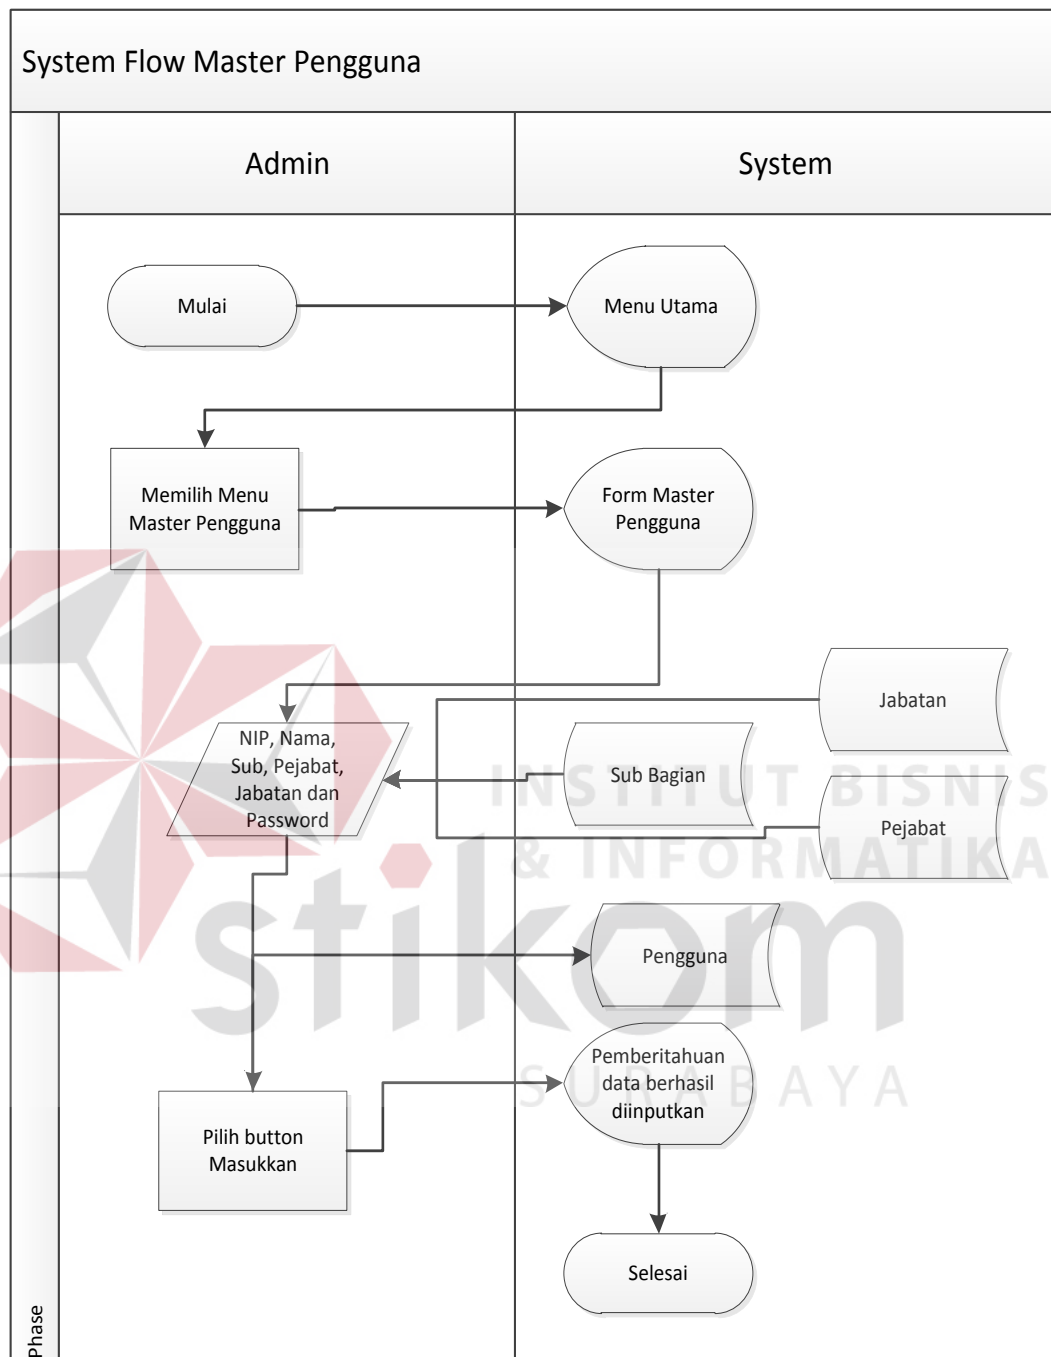 System Flow Master Pengguna
Admin
System
Mulai
Menu Utama
Memilih Menu
Master Pengguna
Form Master
Pengguna
Jabatan
NIP, Nama,
Sub, Pejabat,
Jabatan dan
Password
Sub Bagian
Pejabat
Pengguna
Pemberitahuan
data berhasil
diinputkan
Pilih button
Masukkan
Selesai
Phase
INSTITUT BISNIS
& INFORMATIKA
stikom
SURABAYA